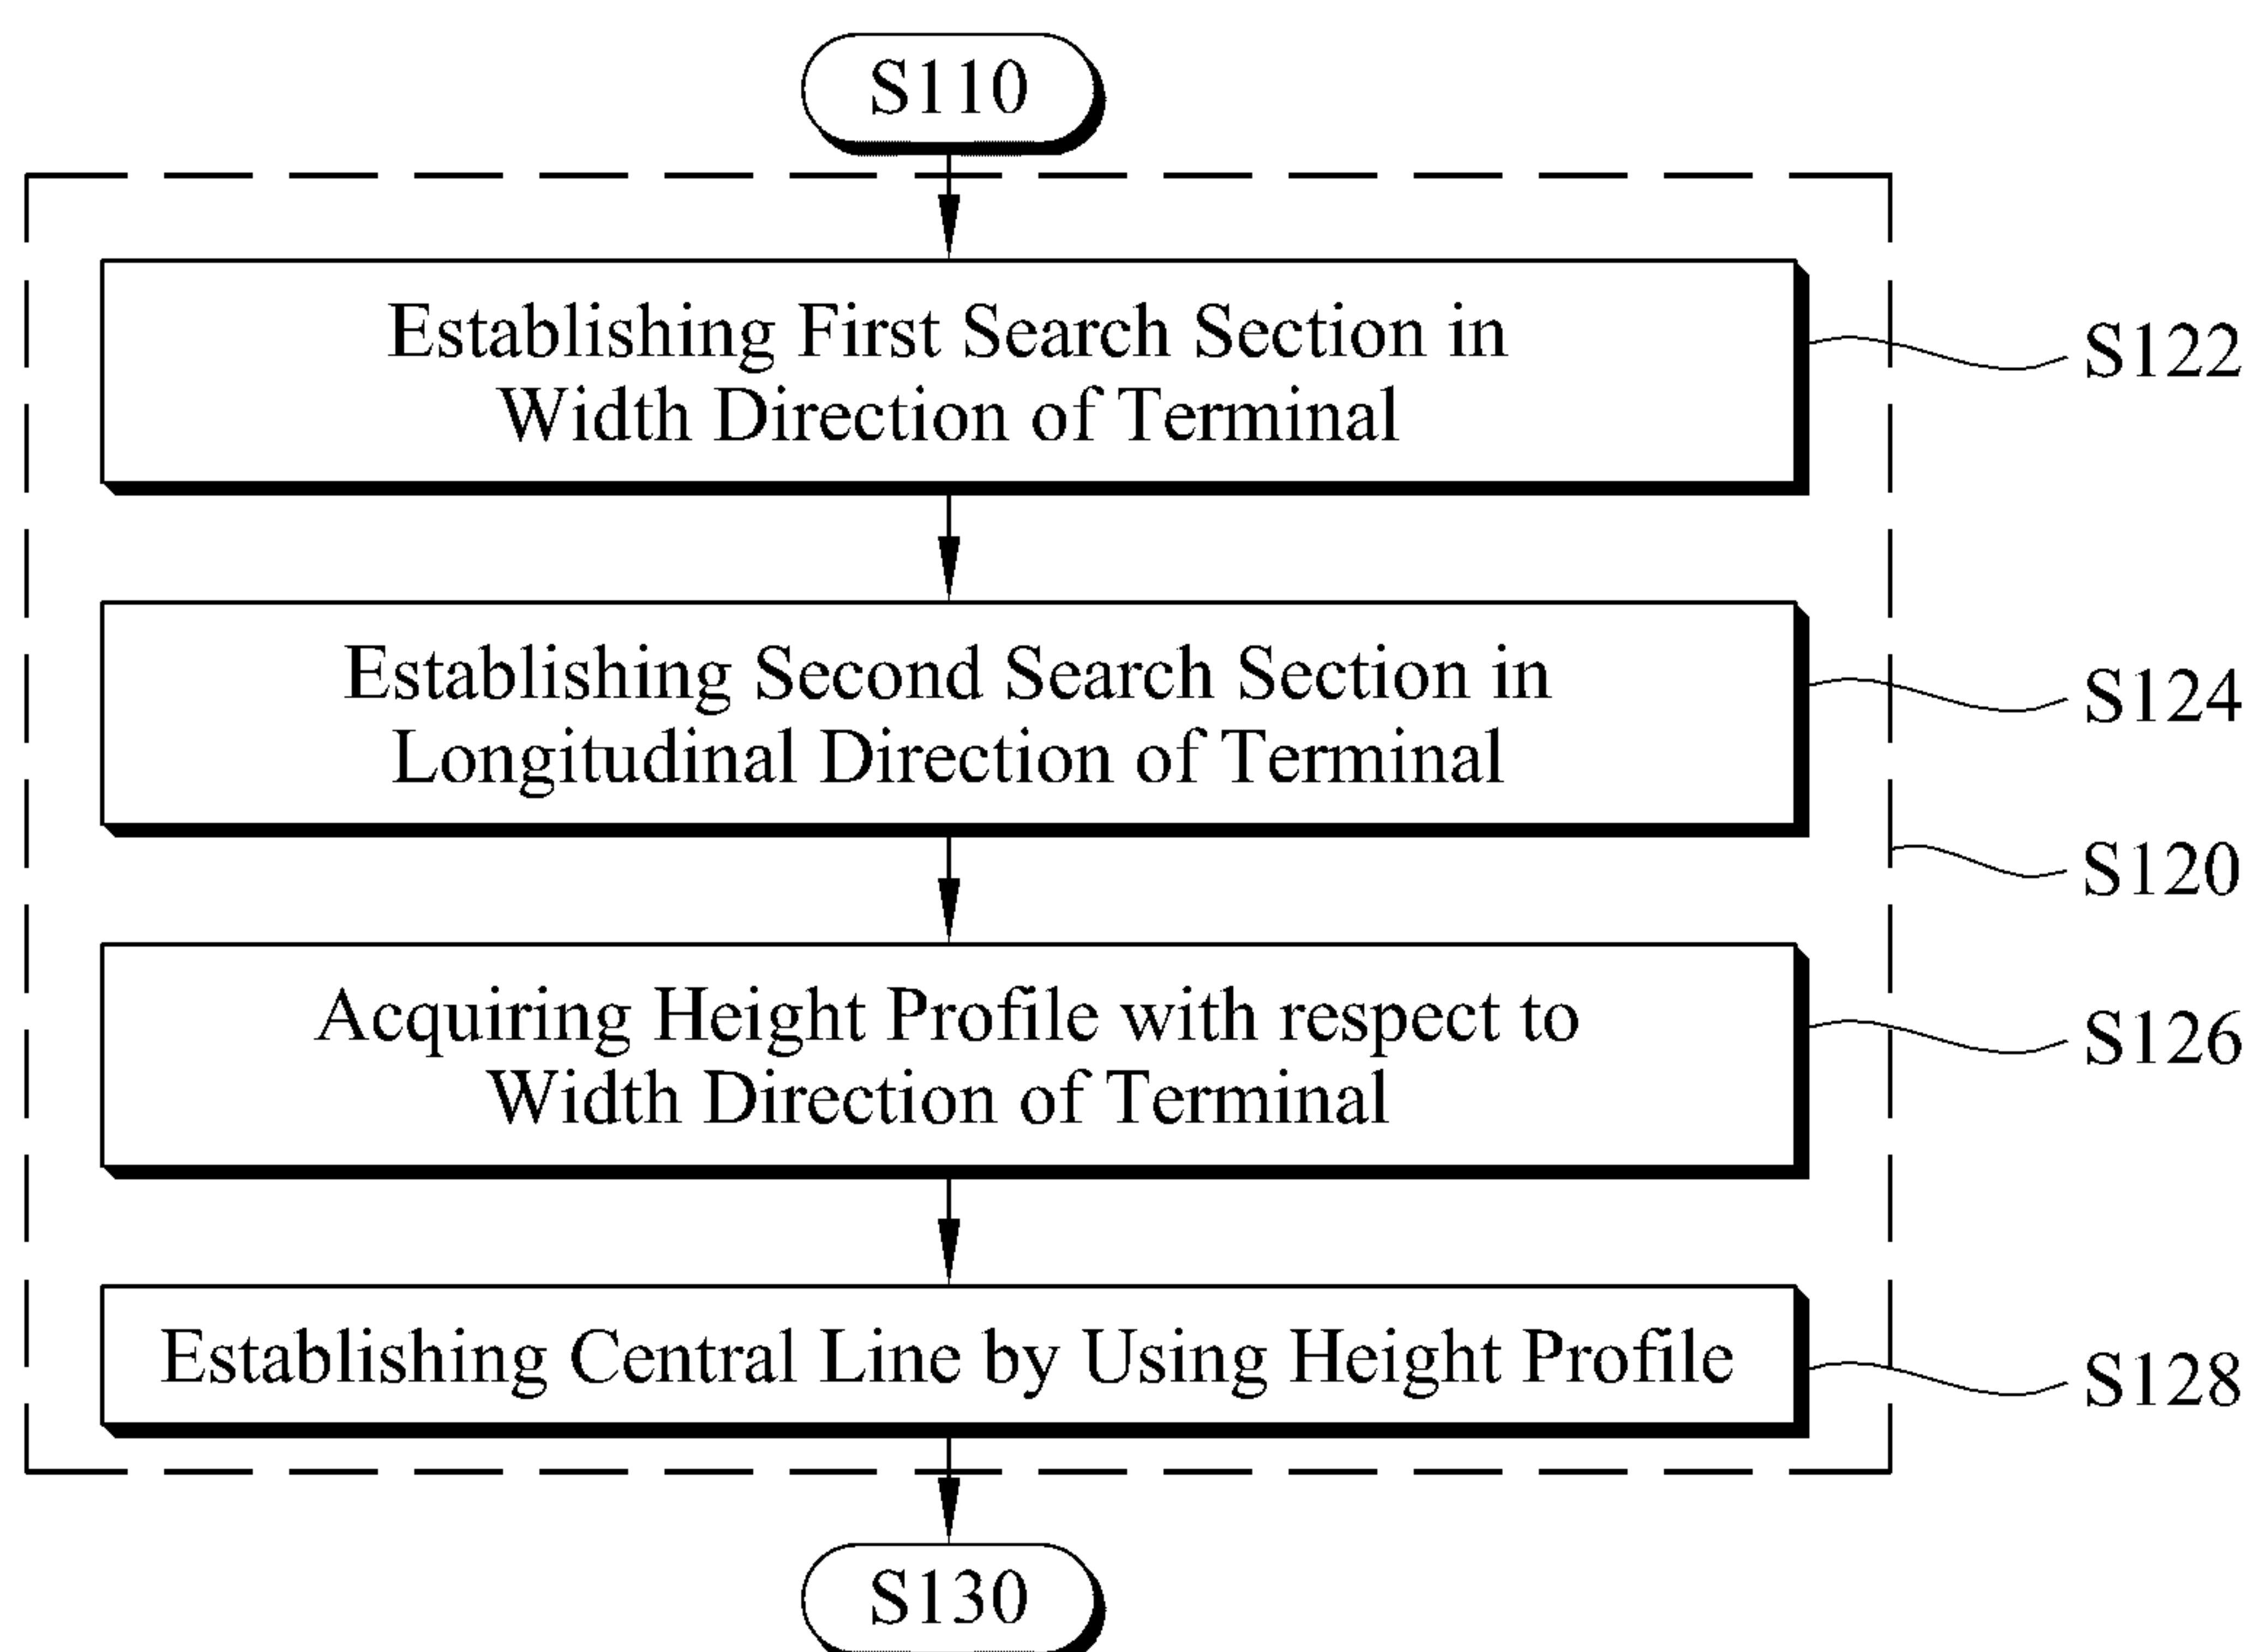 S110
Establishing First Search Section in
Width Direction of Terminal
S122
Establishing Second Search Section in
Longitudinal Direction of Terminal
S124
S120
Acquiring Height Profile with respect to
Width Direction of Terminal
S126
Establishing Central Line by Using Height Profile
S128
S130